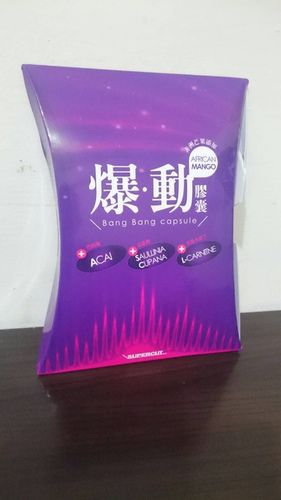 AFRICAN
MANGO
爆·動膠囊
Bang Bang capsule
ACAI
SAULLINIA
CUPANA
L-CARNITINE
SUPERCUT